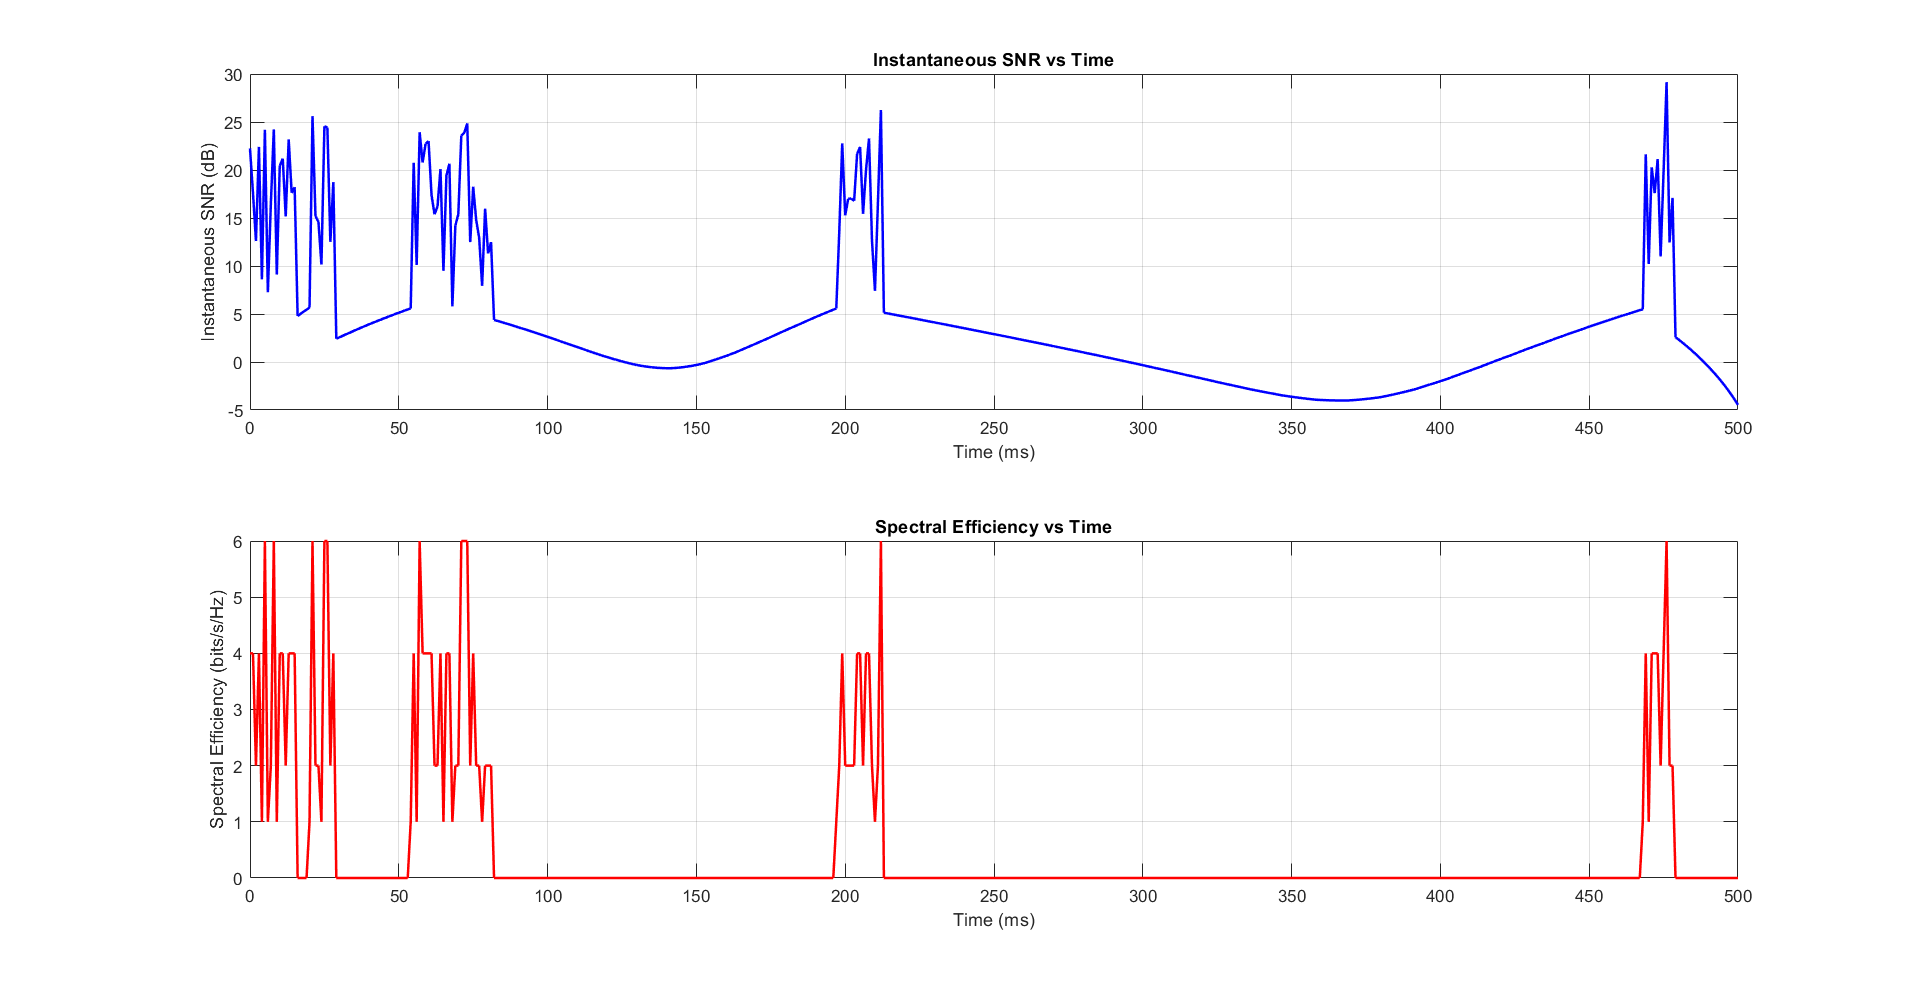 Instantaneous SNR vs Time
30
25
20
15
10
5
0
-5
Instantaneous SNR (dB)
0 50 100 150 200 250 300 350 400 450 500
Time (ms)
Spectral Efficiency vs Time
6
5
4
3
2
1
0
Spectral Efficiency (bits/s/Hz)
0 50 100 150 200 250 300 350 400 450 500
Time (ms)